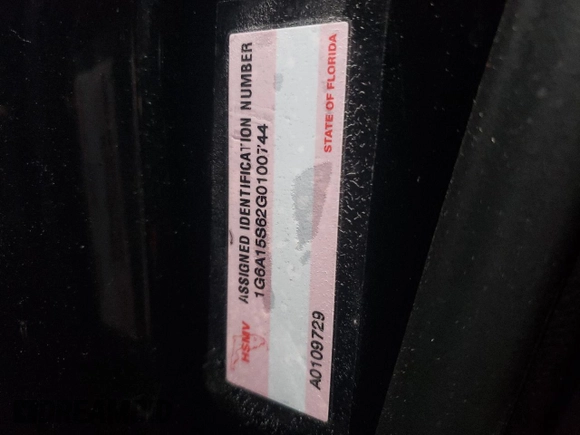 HSMV ASSIGNED IDENTIFICATION NUMBER
1G6A15S62G0100744
A0109729 STATE OF FLORIDA